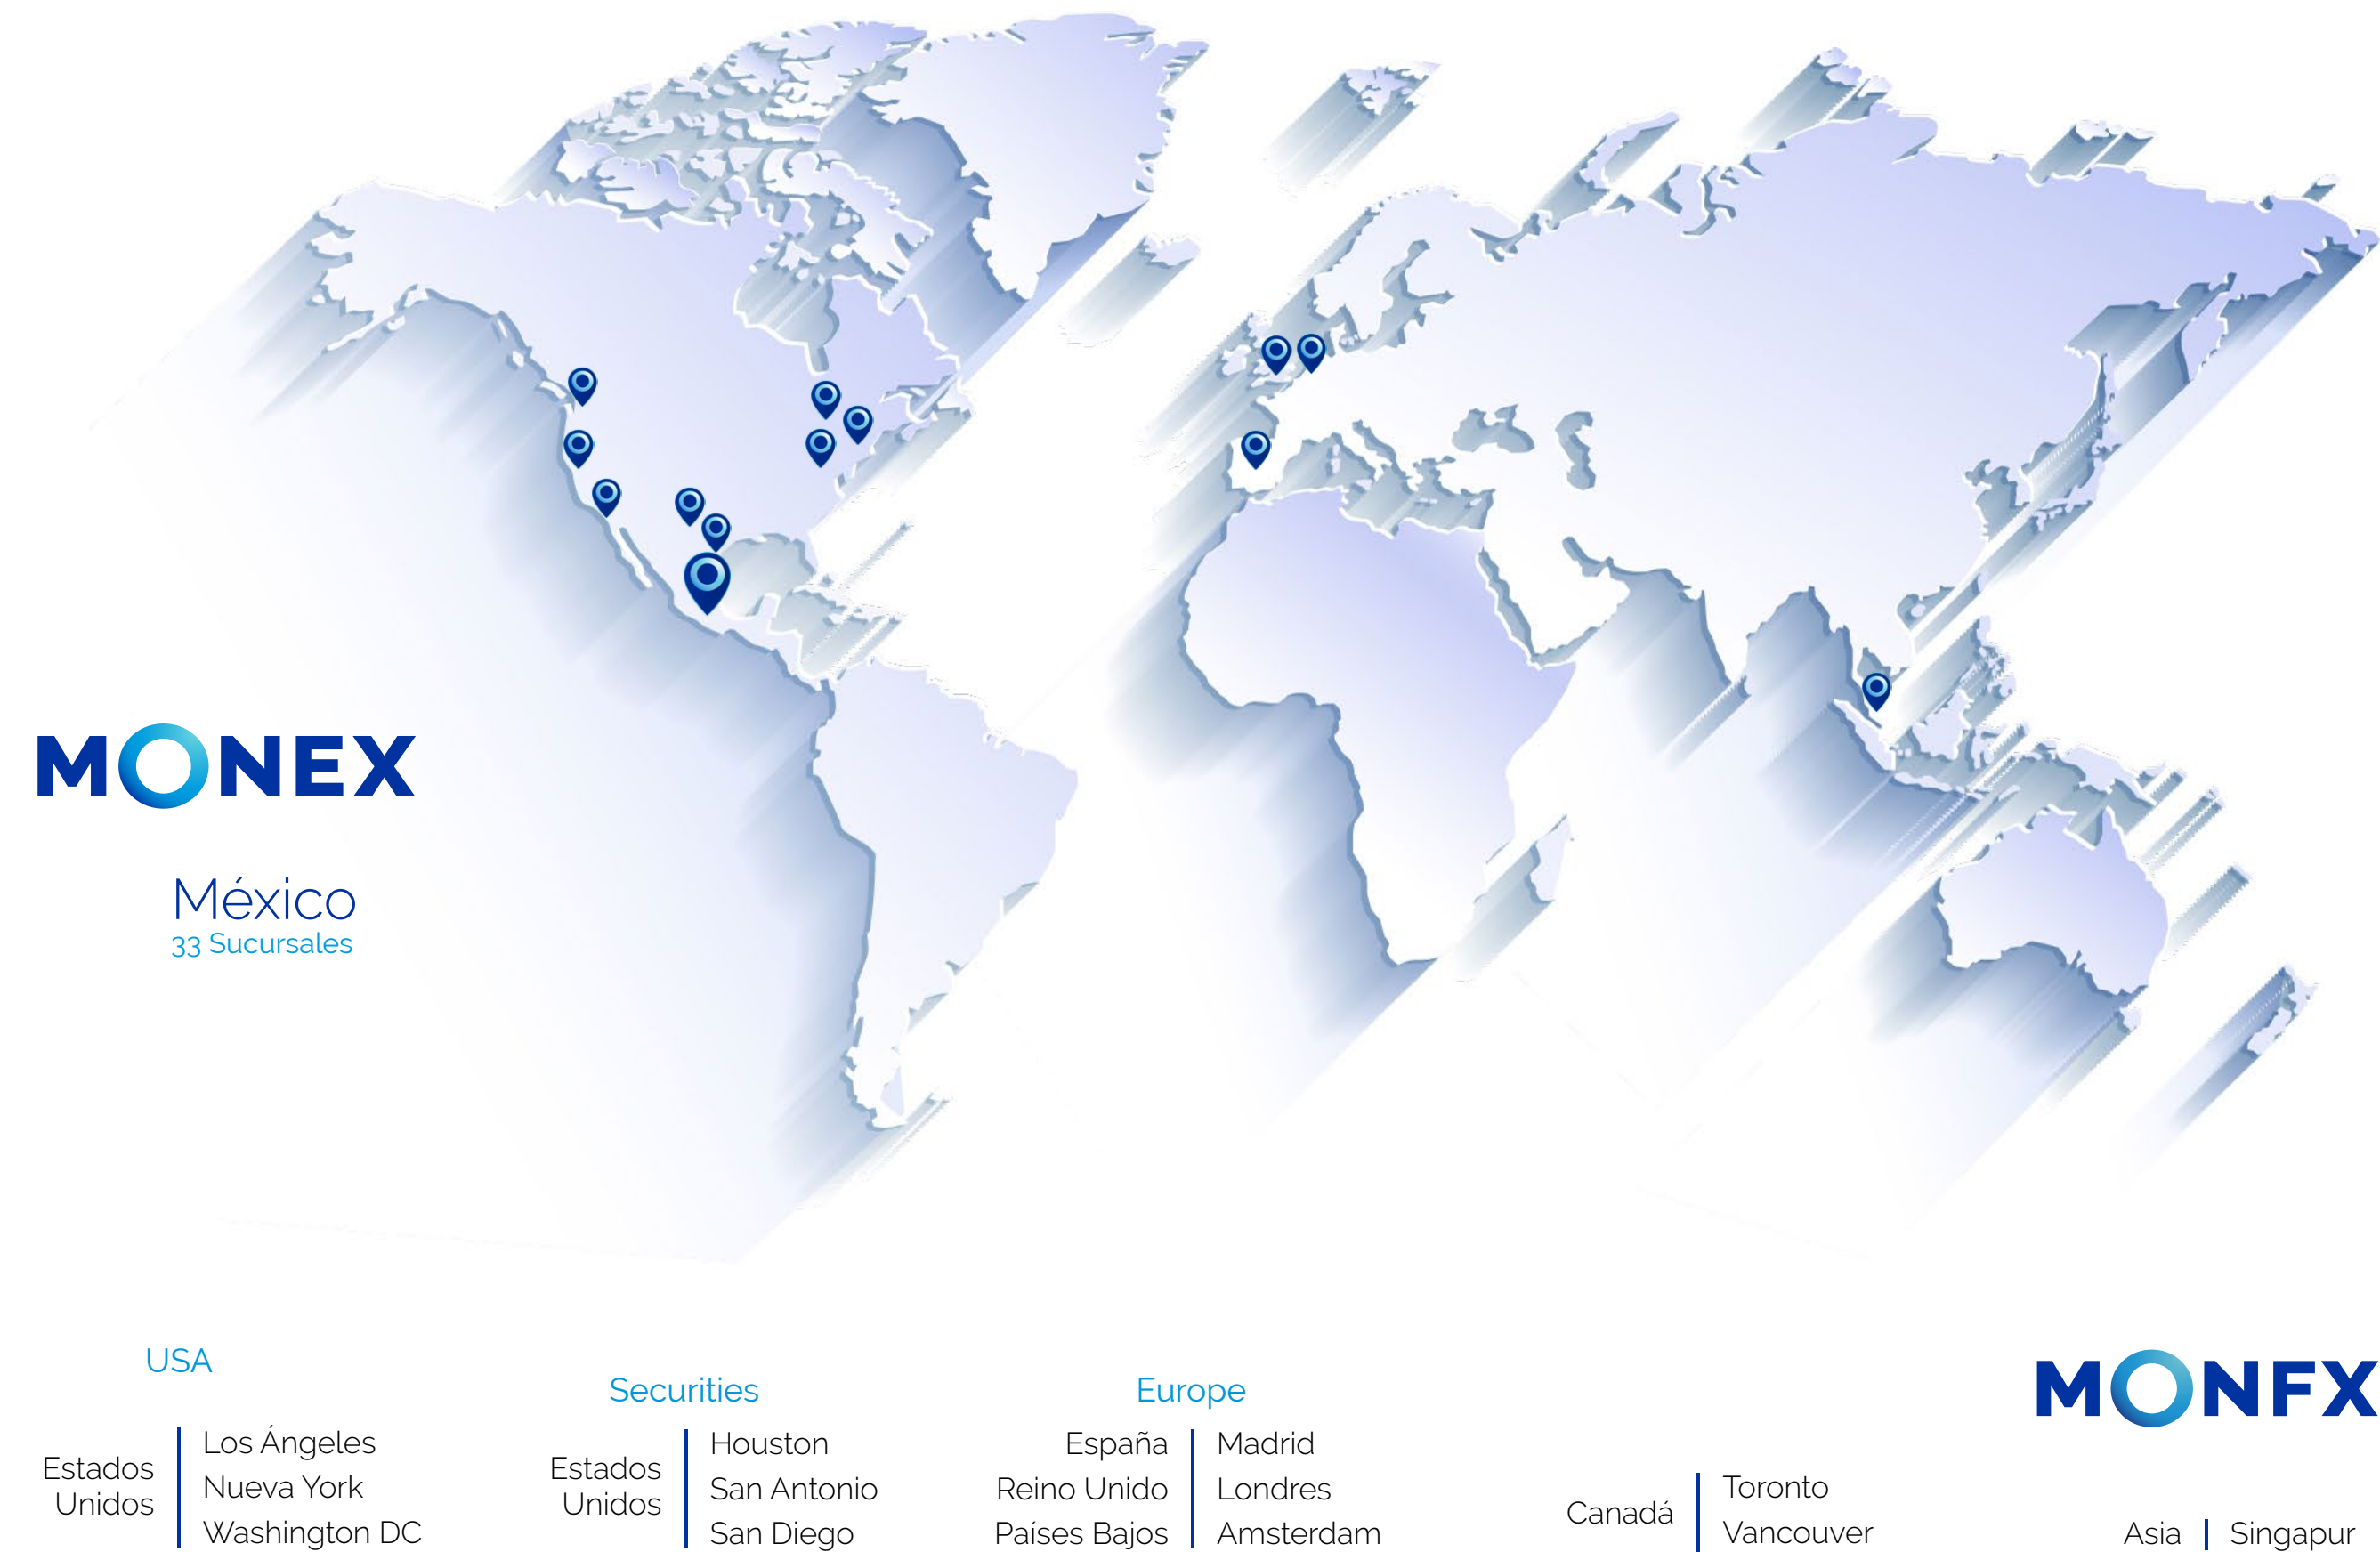 MONEX
México
33 Sucursales
USA
Estados
Unidos
Los Ángeles
Nueva York
Washington DC
Securities
Estados
Unidos
Houston
San Antonio
San Diego
Europe
España
Reino Unido
Países Bajos
Madrid
Londres
Amsterdam
Canadá
Toronto
Vancouver
MONFX
Asia
Singapur